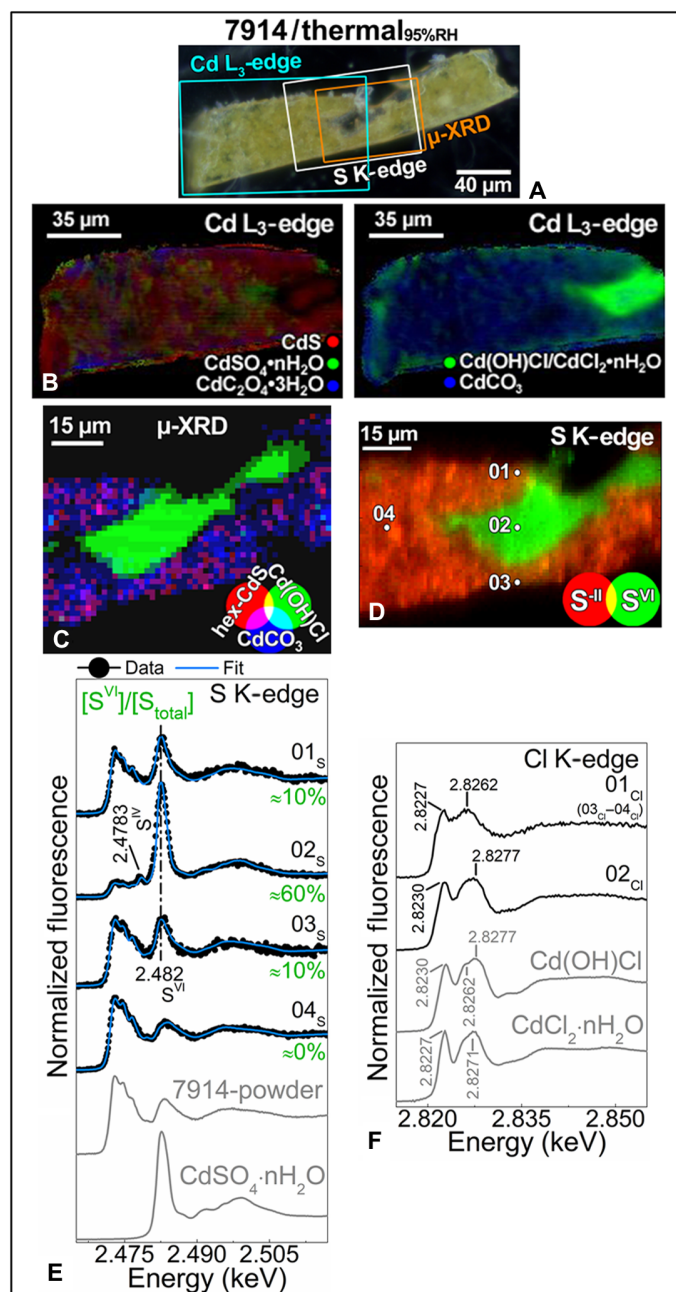 7914/thermal95%RH
Cd L3-edge
μ-XRD
S K-edge
40 μm
A
35 μm
Cd L3-edge
CdS
CdSO4•nH2O
CdC2O4•3H2O
B
35 μm
Cd L3-edge
Cd(OH)Cl/CdCl2•nH2O
CdCO3
15 μm
μ-XRD
hex-CdS
Cd(OH)Cl
CdCO3
C
15 μm
S K-edge
01
04
02
03
S-II
SVI
D
Data
Fit
[SVI]/[Stotal]
S K-edge
01S
≈10%
2.4783
SIV
02S
≈60%
03S
2.482
SVI
≈10%
04S
≈0%
7914-powder
CdSO4·nH2O
Normalized fluorescence
2.475
2.490
2.505
Energy (keV)
E
Cl K-edge
2.8227
2.8262
01Cl
(03Cl–04Cl)
2.8230
2.8277
02Cl
2.8230
2.8262
2.8277
Cd(OH)Cl
2.8227
2.8271
CdCl2·nH2O
Normalized fluorescence
2.820
2.835
2.850
Energy (keV)
F